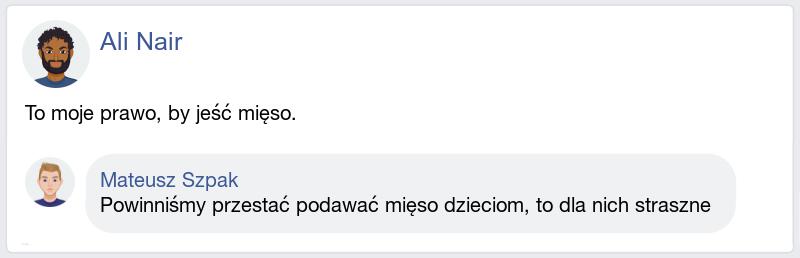 Ali Nair
To moje prawo, by jeść mięso.
Mateusz Szpak
Powinniśmy przestać podawać mięso dzieciom, to dla nich straszne